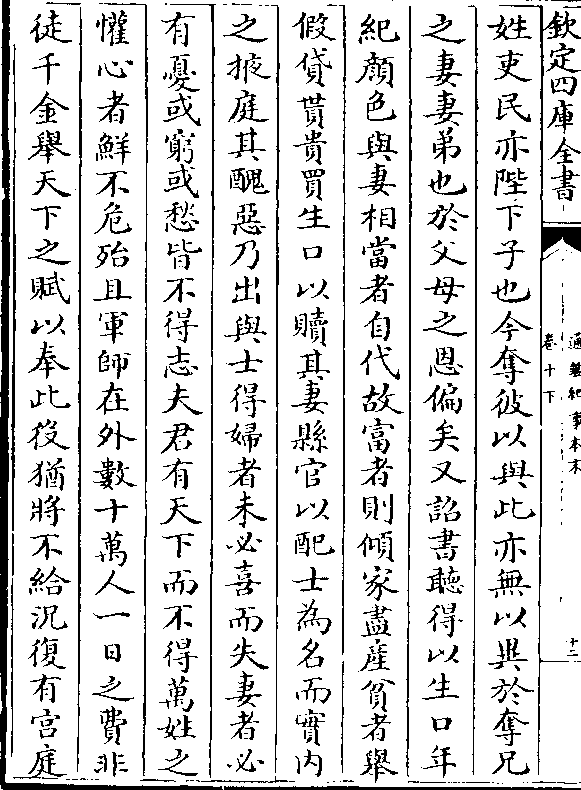 欽定四庫全書
通鑑紀事本末
卷十下
十二
姓吏民亦陛下子也今奪彼以與此亦無以異於奪兄
之妻妻弟也於父母之恩偏矣又詔書聽得以生口年
紀顔色與妻相當者自代故富者則傾家盡産貧者舉
假貸貰貴買生口以贖其妻縣官以配士為名而實内
之掖庭其醜惡乃出與士得婦者未必喜而失妻者必
有憂或窮或愁皆不得志夫君有天下而不得萬姓之
懽心者鮮不危殆且軍師在外數十萬人一日之費非
徒千金舉天下之賦以奉此役猶將不給況復有宫庭